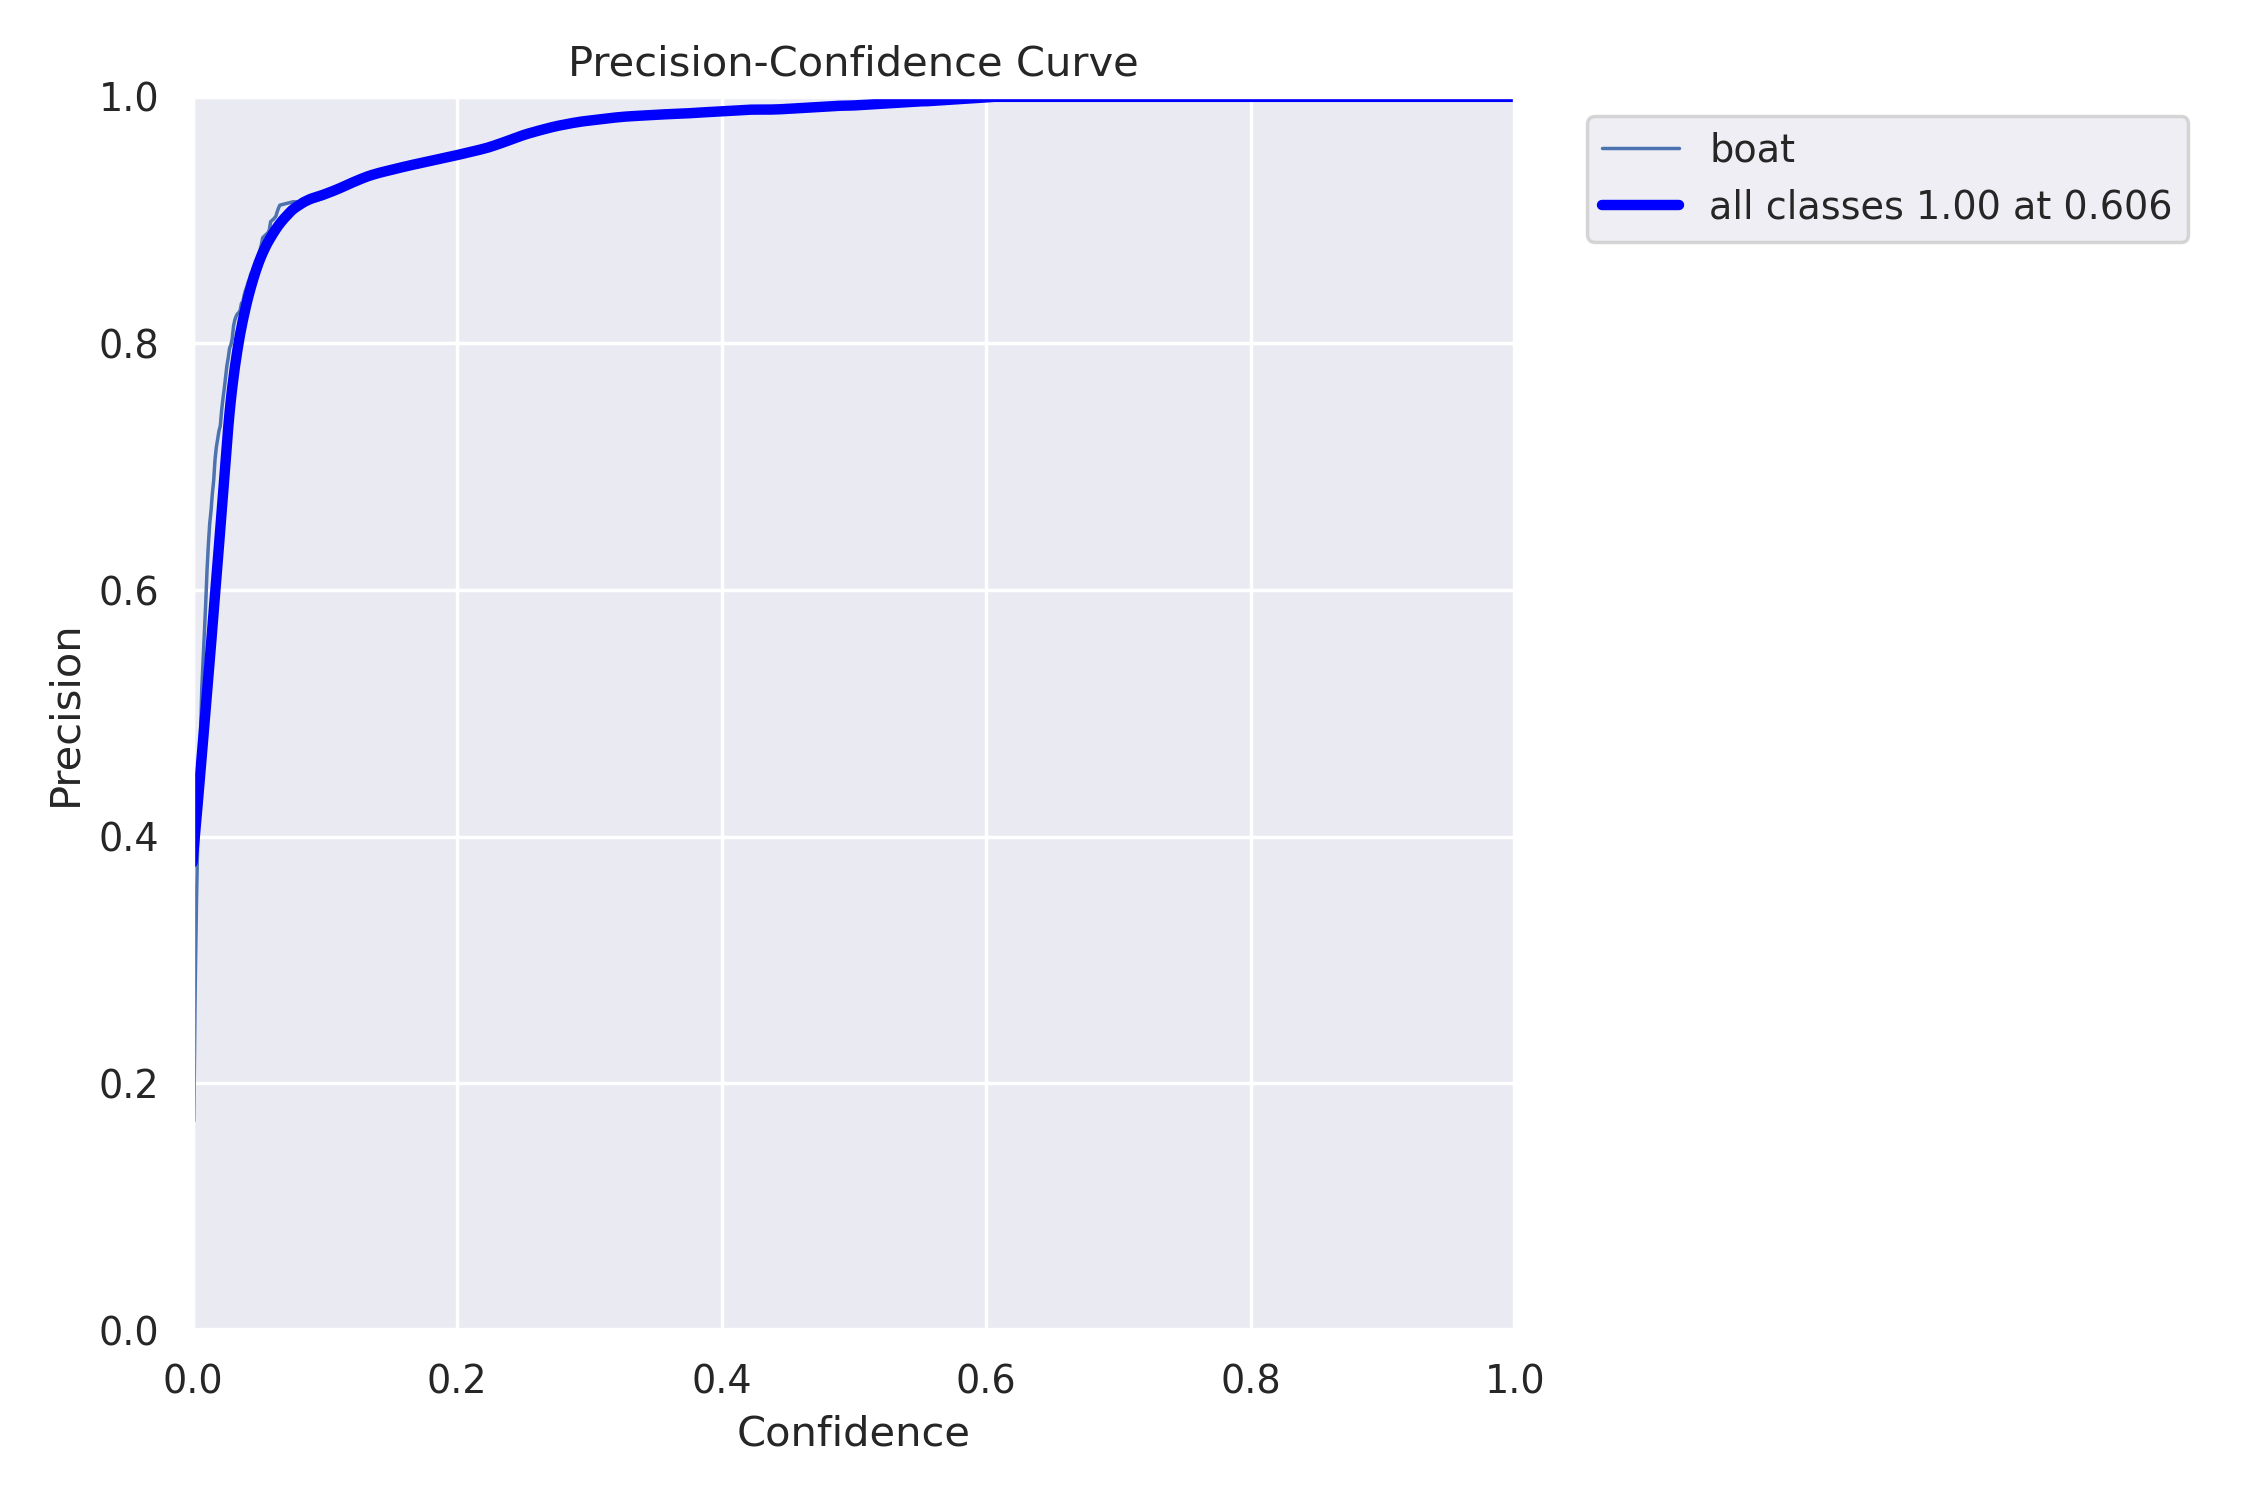 Precision-Confidence Curve
1.0
0.8
0.6
0.4
0.2
0.0
Precision
0.0 0.2 0.4 0.6 0.8 1.0
Confidence
boat
all classes 1.00 at 0.606